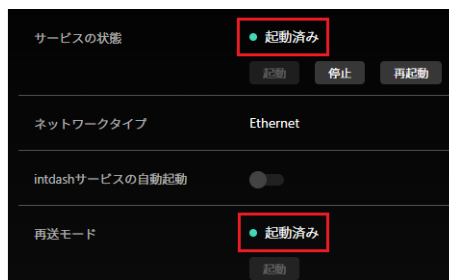 サービスの状態
起動済み
起動 停止 再起動
ネットワークタイプ Ethernet
intdashサービスの自動起動
再送モード
起動済み
起動